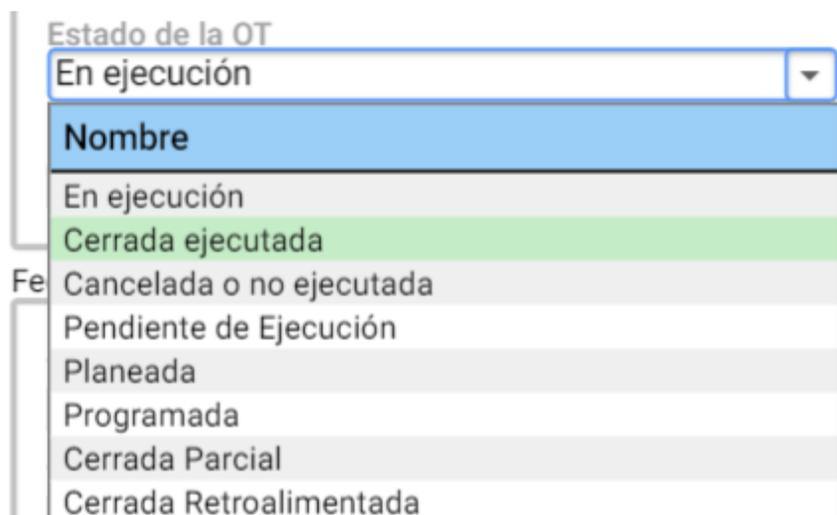 Estado de la OT
En ejecución
Nombre
En ejecución
Cerrada ejecutada
Fe
Cancelada o no ejecutada
Pendiente de Ejecución
Planeada
Programada
Cerrada Parcial
Cerrada Retroalimentada